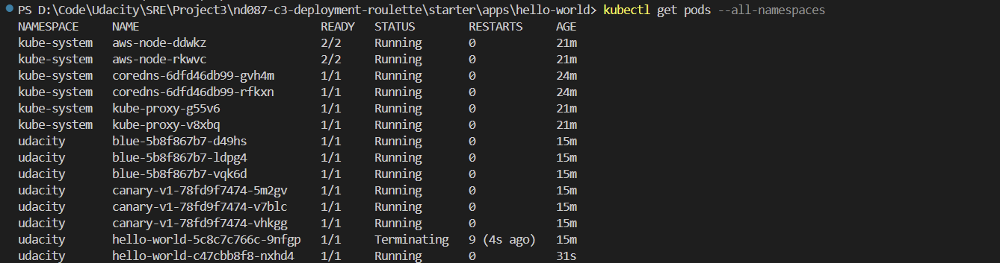 PS D:\Code\Udacity\SRE\Project3\nd087-c3-deployment-roulette\starter\apps\hello-world> kubectl get pods --all-namespaces
NAMESPACE NAME READY STATUS RESTARTS AGE
kube-system aws-node-ddwkz 2/2 Running 0 21m
kube-system aws-node-rkwvc 2/2 Running 0 21m
kube-system coredns-6dfd46db99-gvh4m 1/1 Running 0 24m
kube-system coredns-6dfd46db99-rfkxn 1/1 Running 0 24m
kube-system kube-proxy-g55v6 1/1 Running 0 21m
kube-system kube-proxy-v8xbq 1/1 Running 0 21m
udacity blue-5b8f867b7-d49hs 1/1 Running 0 15m
udacity blue-5b8f867b7-ldpg4 1/1 Running 0 15m
udacity blue-5b8f867b7-vqk6d 1/1 Running 0 15m
udacity canary-v1-78fd9f7474-5m2gv 1/1 Running 0 15m
udacity canary-v1-78fd9f7474-v7blc 1/1 Running 0 15m
udacity canary-v1-78fd9f7474-vhkgg 1/1 Running 0 15m
udacity hello-world-5c8c7c766c-9nfgp 1/1 Terminating 9 (4s ago) 15m
udacity hello-world-c47cbb8f8-nxhd4 1/1 Running 0 31s